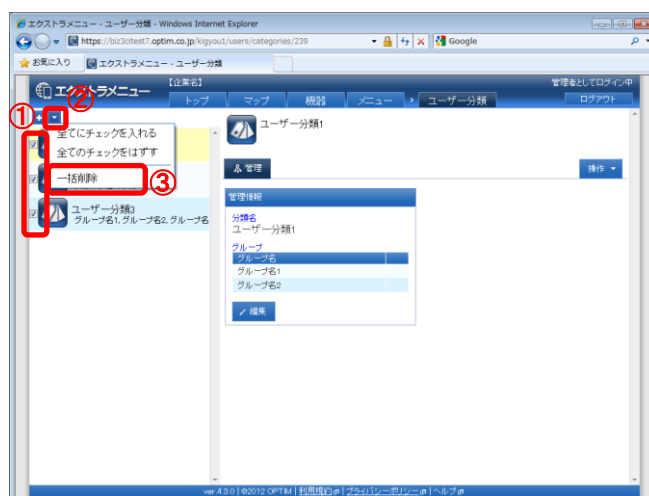 エクストラメニュー - ユーザー分類 - Windows Internet Explorer
https://biz3citest7.optim.co.jp/kigyou1/users/categories/239
Google
お気に入り
エクストラメニュー - ユーザー分類
エクストラメニュー
【企業名】
管理者としてログイン中
トップ
マップ
機器
メニュー
ユーザー分類
ログアウト
①
②
全てにチェックを入れる
全てのチェックをはずす
一括削除
③
ユーザー分類3
グループ名1, グループ名2, グループ名
ユーザー分類1
管理
操作
管理情報
分類名
ユーザー分類1
グループ
グループ名
グループ名1
グループ名2
編集
ver.4.3.0 | ©2012 OPTiM | 利用規約 | プライバシーポリシー | ヘルプ